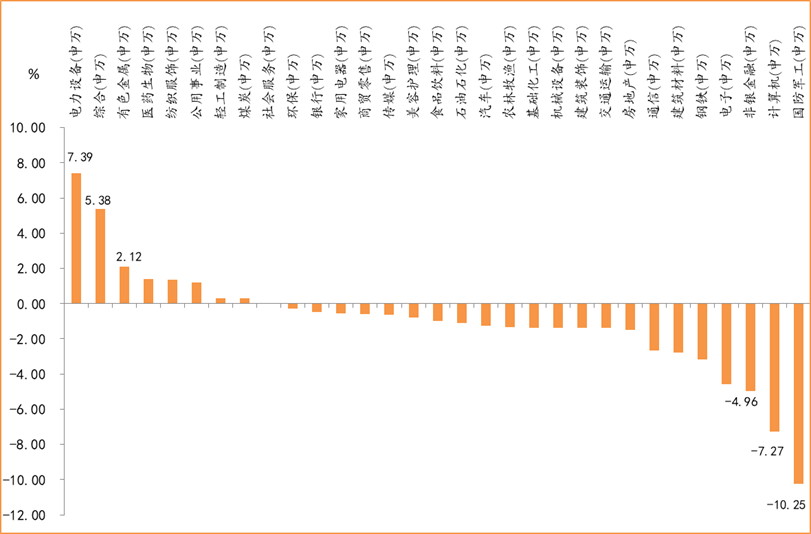 %
电力设备(申万)
综合(申万)
有色金属(申万)
医药生物(申万)
纺织服饰(申万)
公用事业(申万)
轻工制造(申万)
煤炭(申万)
社会服务(申万)
环保(申万)
银行(申万)
家用电器(申万)
商贸零售(申万)
传媒(申万)
美容护理(申万)
食品饮料(申万)
石油石化(申万)
汽车(申万)
农林牧渔(申万)
基础化工(申万)
机械设备(申万)
建筑装饰(申万)
交通运输(申万)
房地产(申万)
通信(申万)
建筑材料(申万)
钢铁(申万)
电子(申万)
非银金融(申万)
计算机(申万)
国防军工(申万)
10.00
8.00
6.00
4.00
2.00
0.00
-2.00
-4.00
-6.00
-8.00
-10.00
-12.00
7.39
5.38
2.12
-4.96
-7.27
-10.25